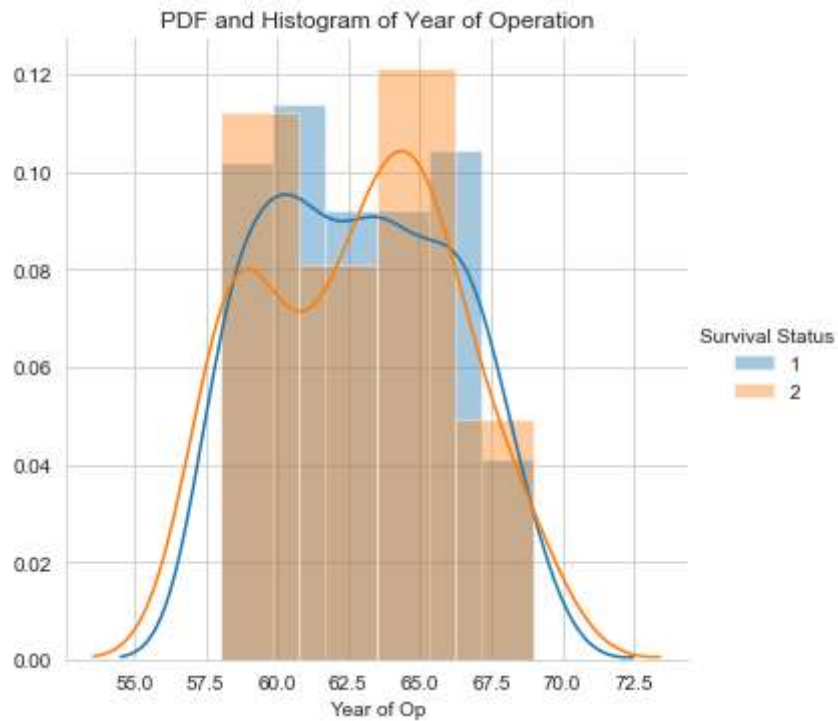 PDF and Histogram of Year of Operation
0.12
0.10
0.08
0.06
0.04
0.02
0.00
55.0 57.5 60.0 62.5 65.0 67.5 70.0 72.5
Year of Op
Survival Status
1
2